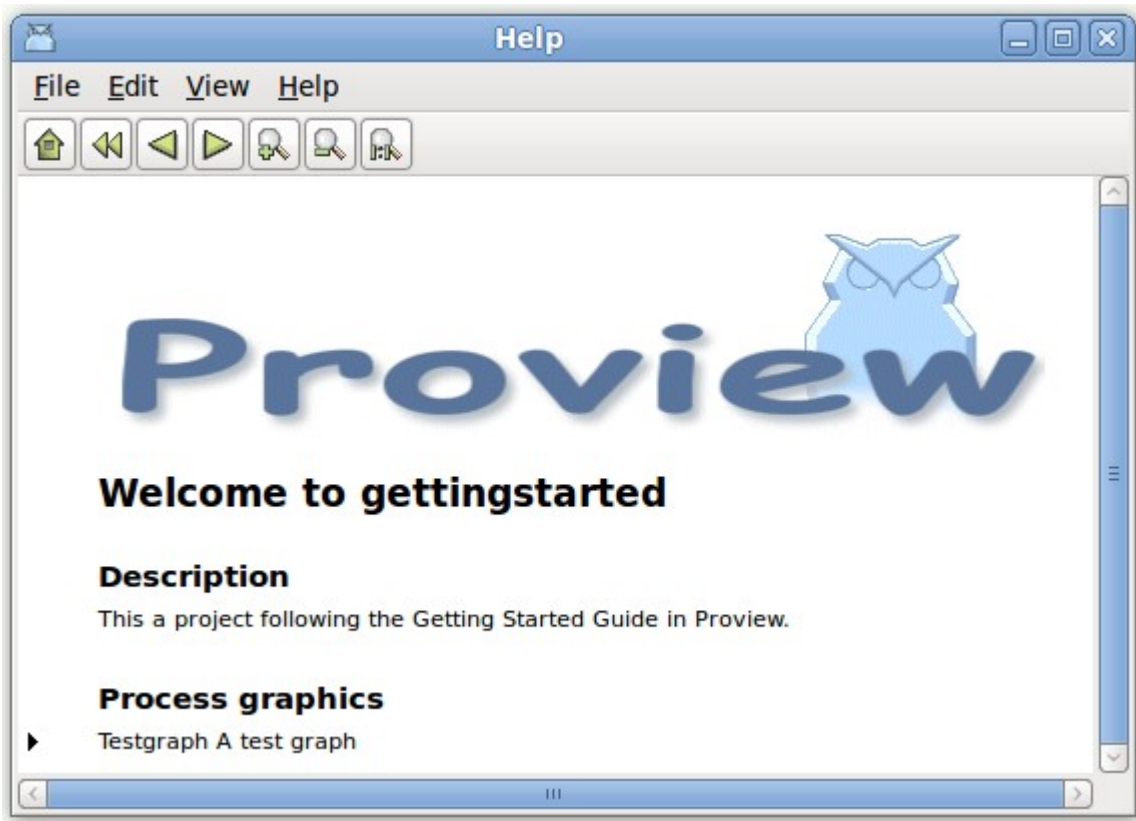 Help
File Edit View Help
Proview
Welcome to gettingstarted
Description
This a project following the Getting Started Guide in Proview.
Process graphics
Testgraph A test graph